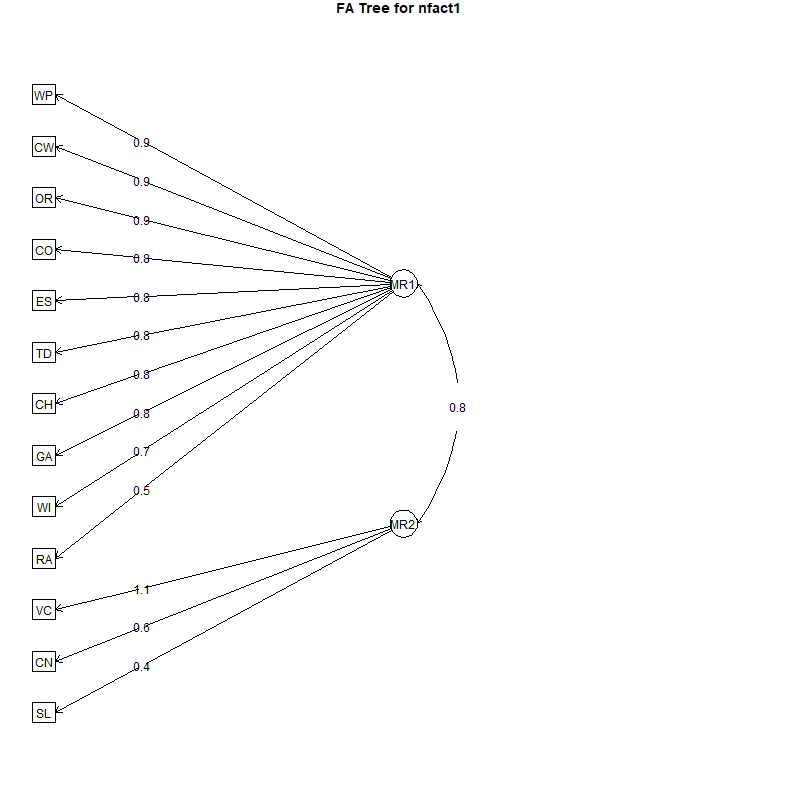 FA Tree for nfact1
WP
0.9
CW
0.9
OR
0.9
CO
0.8
MR1
ES
0.8
TD
0.8
CH
0.8
0.8
GA
0.8
WI
0.7
RA
0.5
MR2
VC
1.1
CN
0.6
SL
0.4